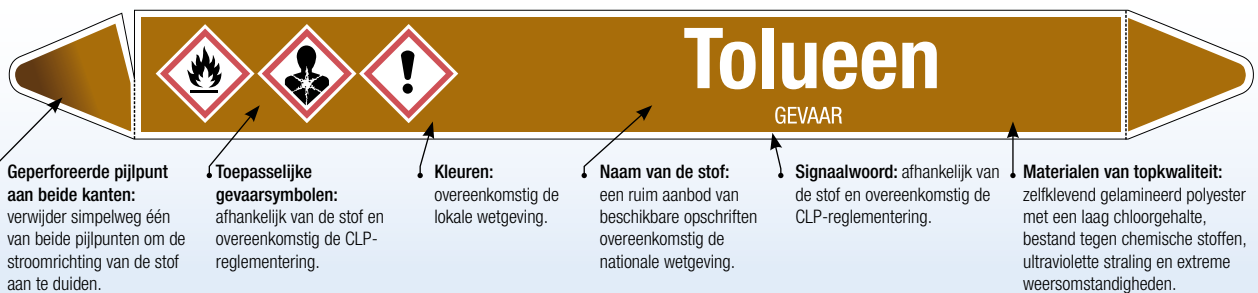 Tolueen
GEVAAR
Geperforeerde pijlpunt
aan beide kanten:
verwijder simpelweg één
van beide pijlpunten om de
stroomrichting van de stof
aan te duiden.
Toepasselijke
gevaarsymbolen:
afhankelijk van de stof en
overeenkomstig de CLP-
reglementering.
Kleuren:
overeenkomstig de
lokale wetgeving.
Naam van de stof:
een ruim aanbod van
beschikbare opschriften
overeenkomstig de
nationale wetgeving.
Signaalwoord: afhankelijk van
de stof en overeenkomstig de
CLP-reglementering.
Materialen van topkwaliteit:
zelfklevend gelamineerd polyester
met een laag chloorgehalte,
bestand tegen chemische stoffen,
ultraviolette straling en extreme
weersomstandigheden.